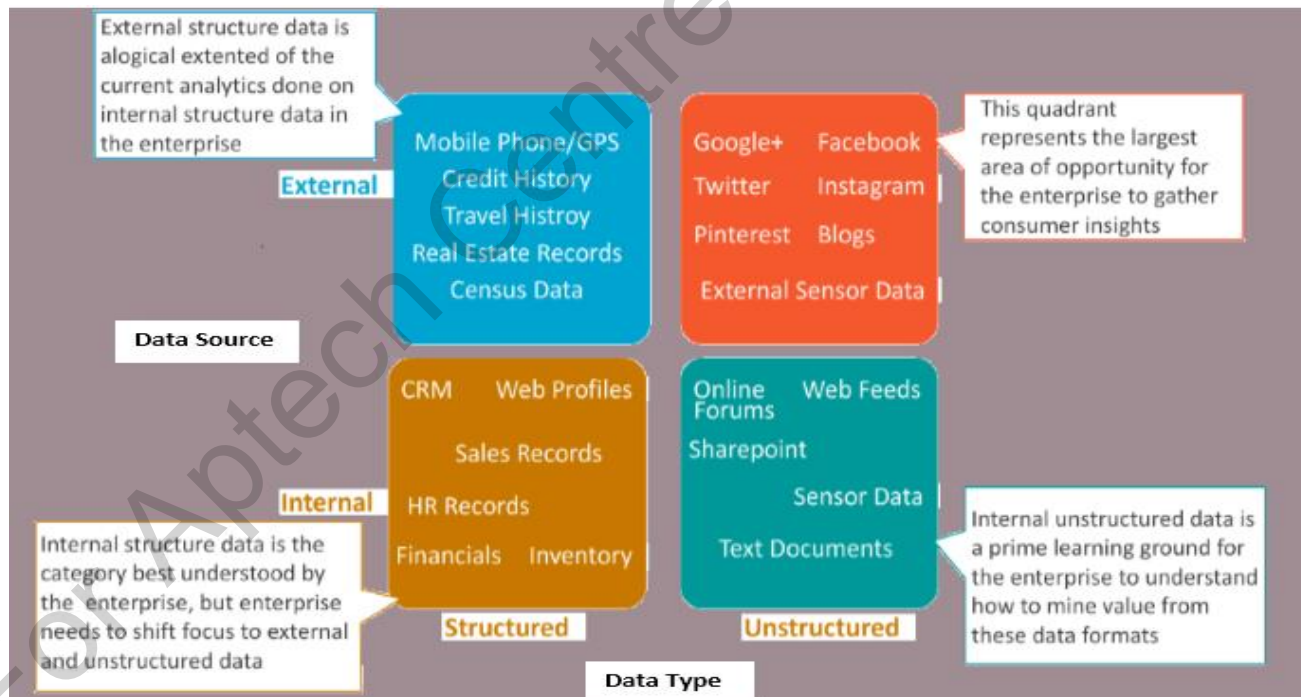 External structure data is
alogical extented of the
current analytics done on
internal structure data in
the enterprise
External
Mobile Phone/GPS
Credit History
Travel Histroy
Real Estate Records
Census Data
Google+ Facebook
Twitter Instagram
Pinterest Blogs
External Sensor Data
This quadrant
represents the largest
area of opportunity for
the enterprise to gather
consumer insights
Data Source
CRM Web Profiles
Sales Records
Internal
HR Records
Financials Inventory
Online Web Feeds
Forums
Sharepoint
Sensor Data
Text Documents
Internal structure data is the
category best understood by
the enterprise, but enterprise
needs to shift focus to external
and unstructured data
Internal unstructured data is
a prime learning ground for
the enterprise to understand
how to mine value from
these data formats
Structured
Unstructured
Data Type
For Aptech Centre